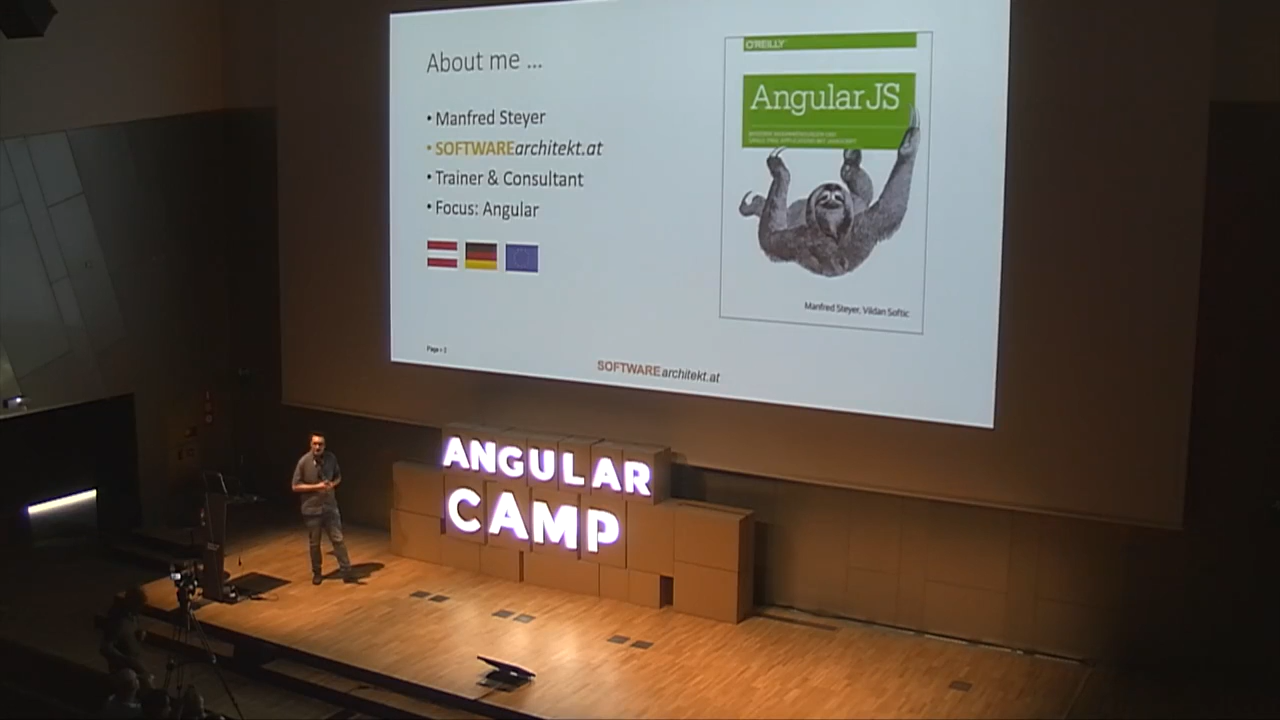 About me ...
• Manfred Steyer
• SOFTWAREarchitekt.at
• Trainer & Consultant
• Focus: Angular
Page ▪ 2
SOFTWAREarchitekt.at
O'REILLY
AngularJS
Manfred Steyer, Vildan Softic
ANGULAR
CAMP